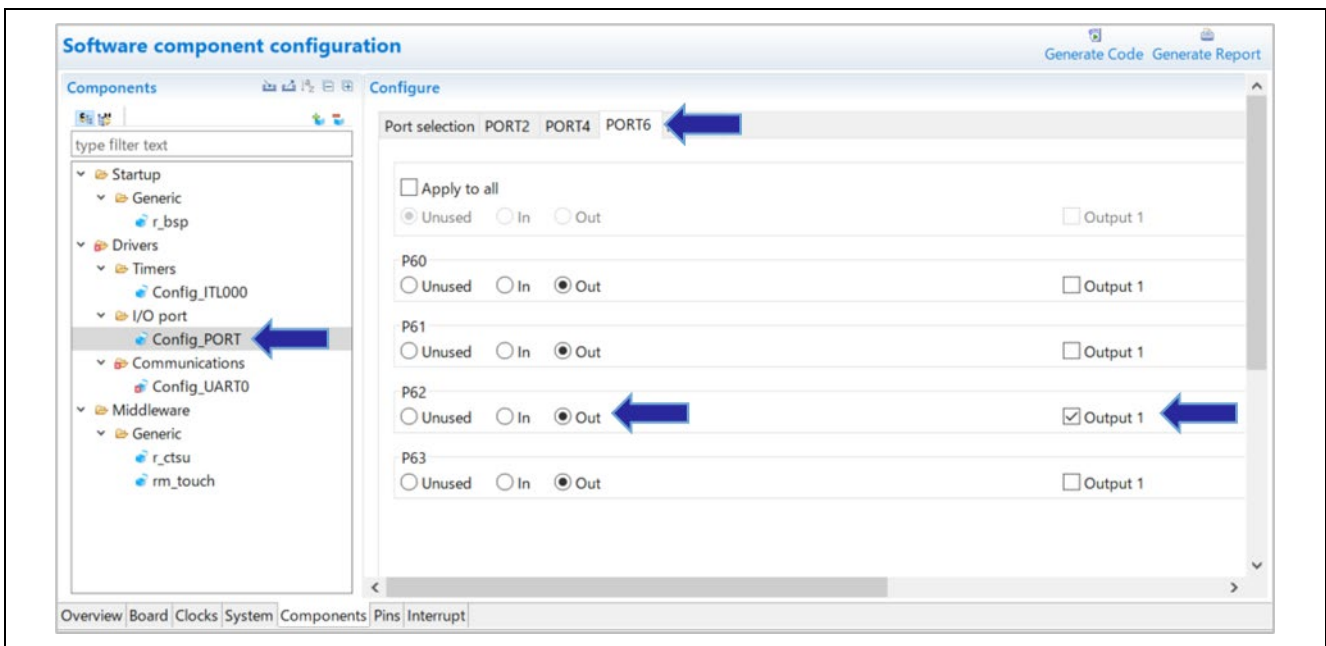 Software component configuration
Generate Code Generate Report
Components
Configure
type filter text
Startup
Generic
r_bsp
Drivers
Timers
Config_ITL000
I/O port
Config_PORT
Communications
Config_UART0
Middleware
Generic
r_ctsu
rm_touch
Port selection PORT2 PORT4 PORT6
Apply to all
Unused In Out Output 1
P60
Unused In Out Output 1
P61
Unused In Out Output 1
P62
Unused In Out Output 1
P63
Unused In Out Output 1
Overview Board Clocks System Components Pins Interrupt